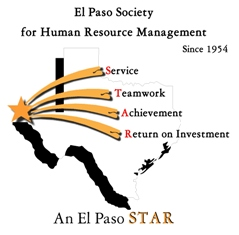 El Paso Society
for Human Resource Management
Since 1954
Service
Teamwork
Achievement
Return on Investment
An El Paso STAR